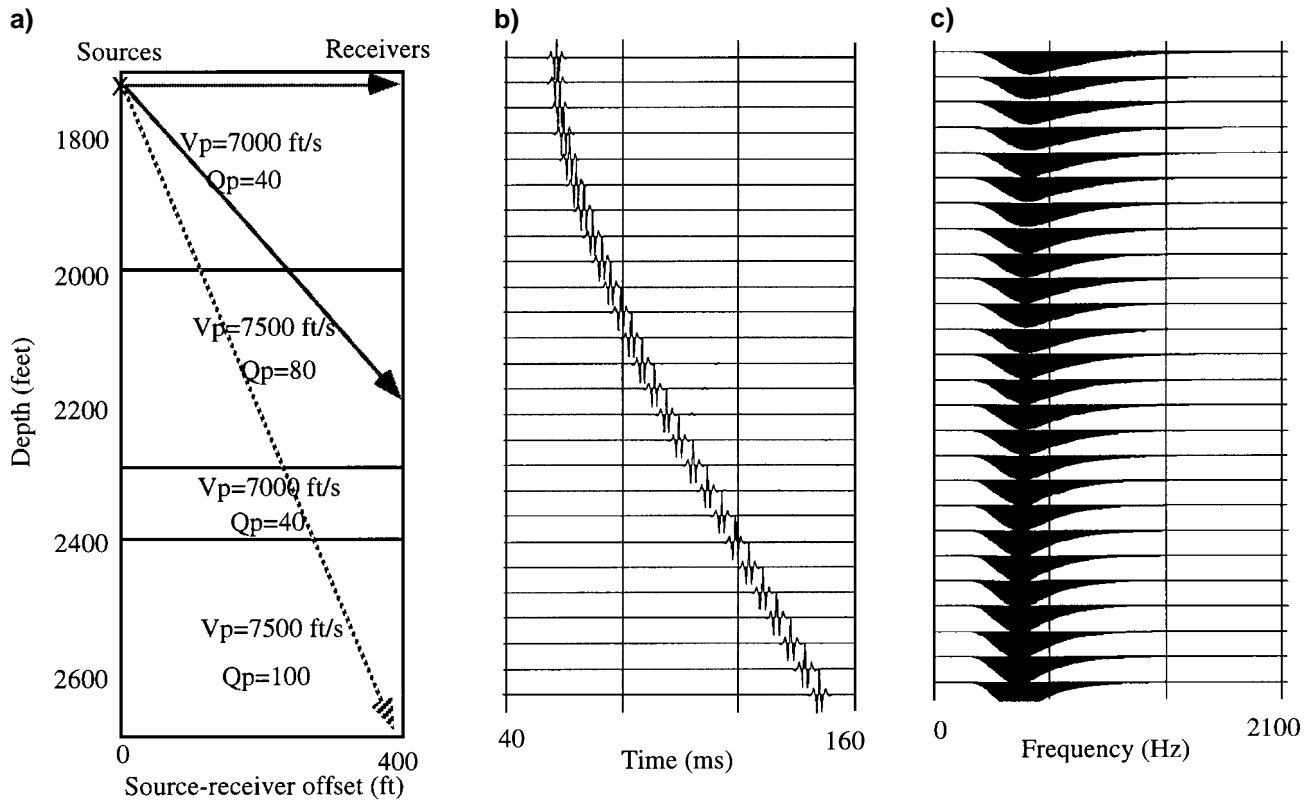 a)
Sources
Receivers
Vp=7000 ft/s
Qp=40
Vp=7500 ft/s
Qp=80
Vp=7000 ft/s
Qp=40
Vp=7500 ft/s
Qp=100
1800
2000
2200
2400
2600
Depth (feet)
0
400
Source-receiver offset (ft)
b)
40
160
Time (ms)
c)
0
2100
Frequency (Hz)